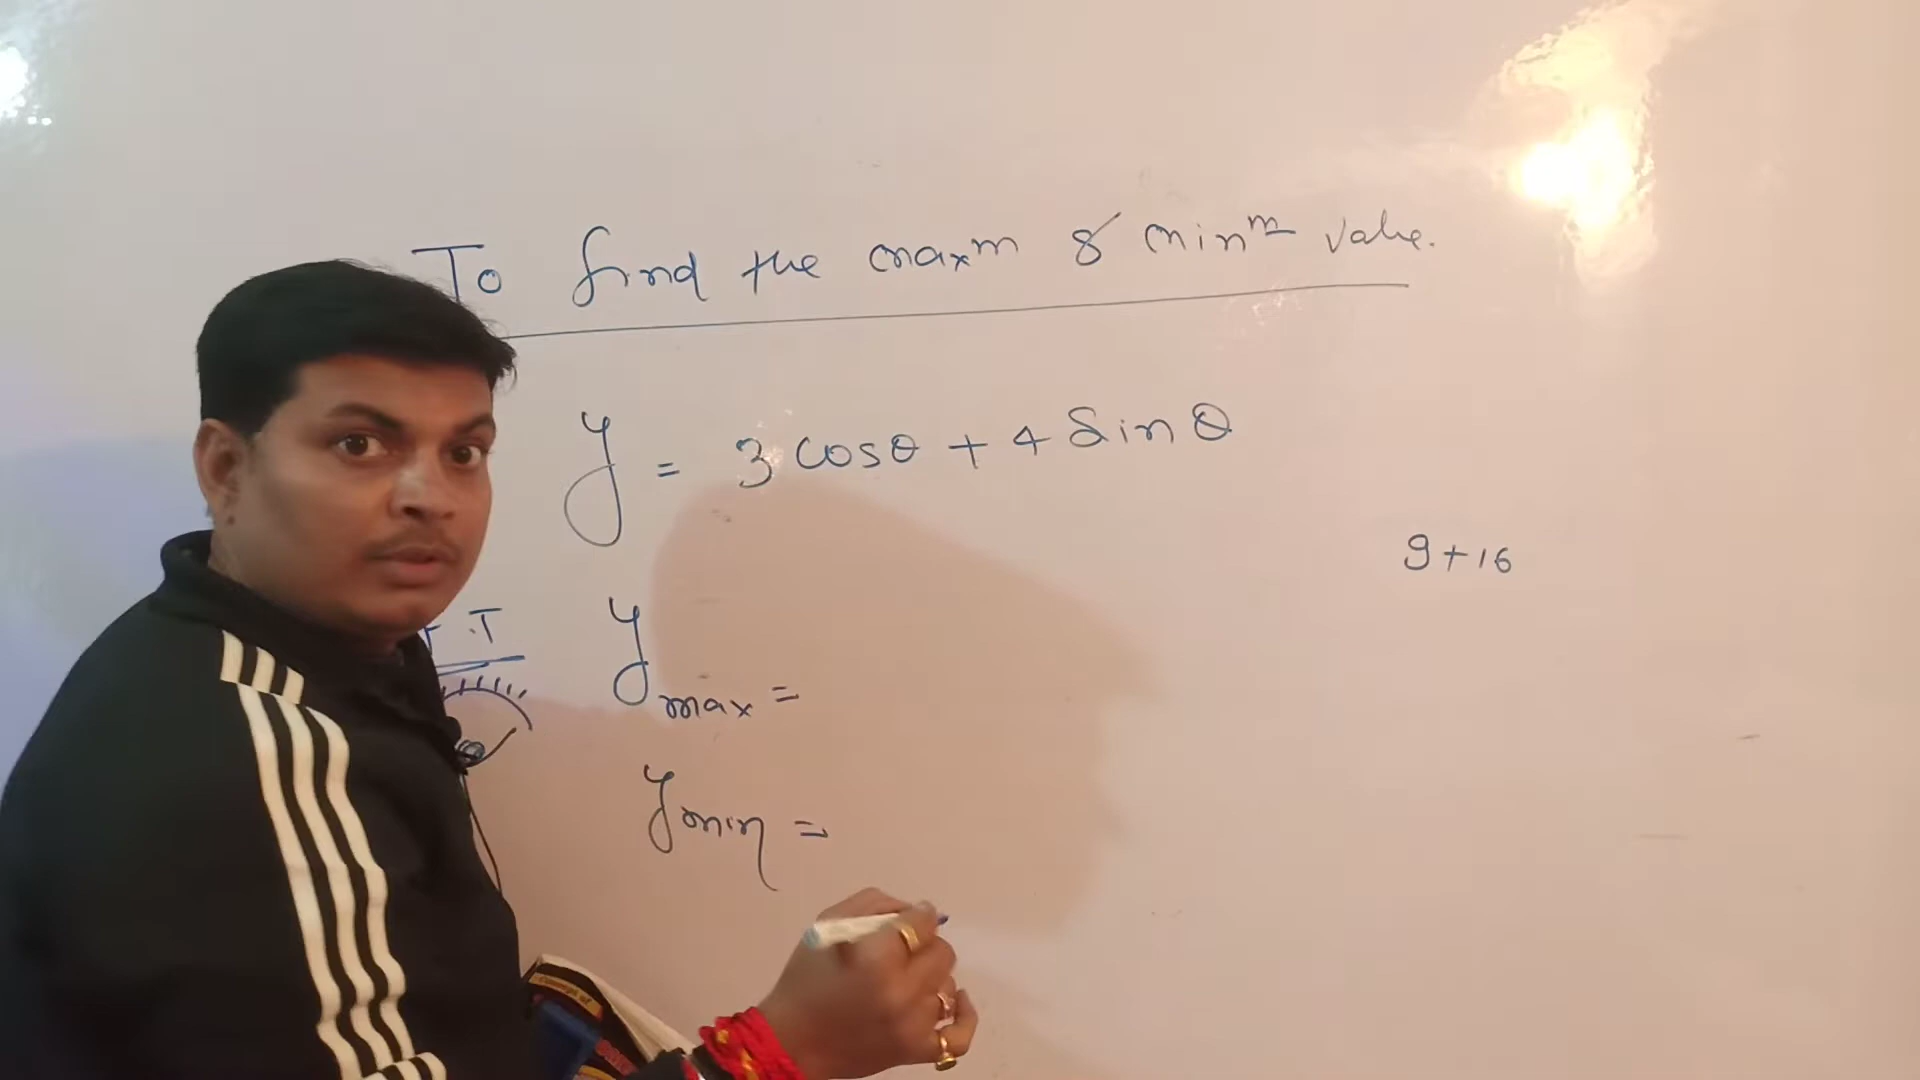 To find the maxm & minm value.
y = 3 cosθ + 4 Sinθ
9+16
.T
ymax =
ymin =